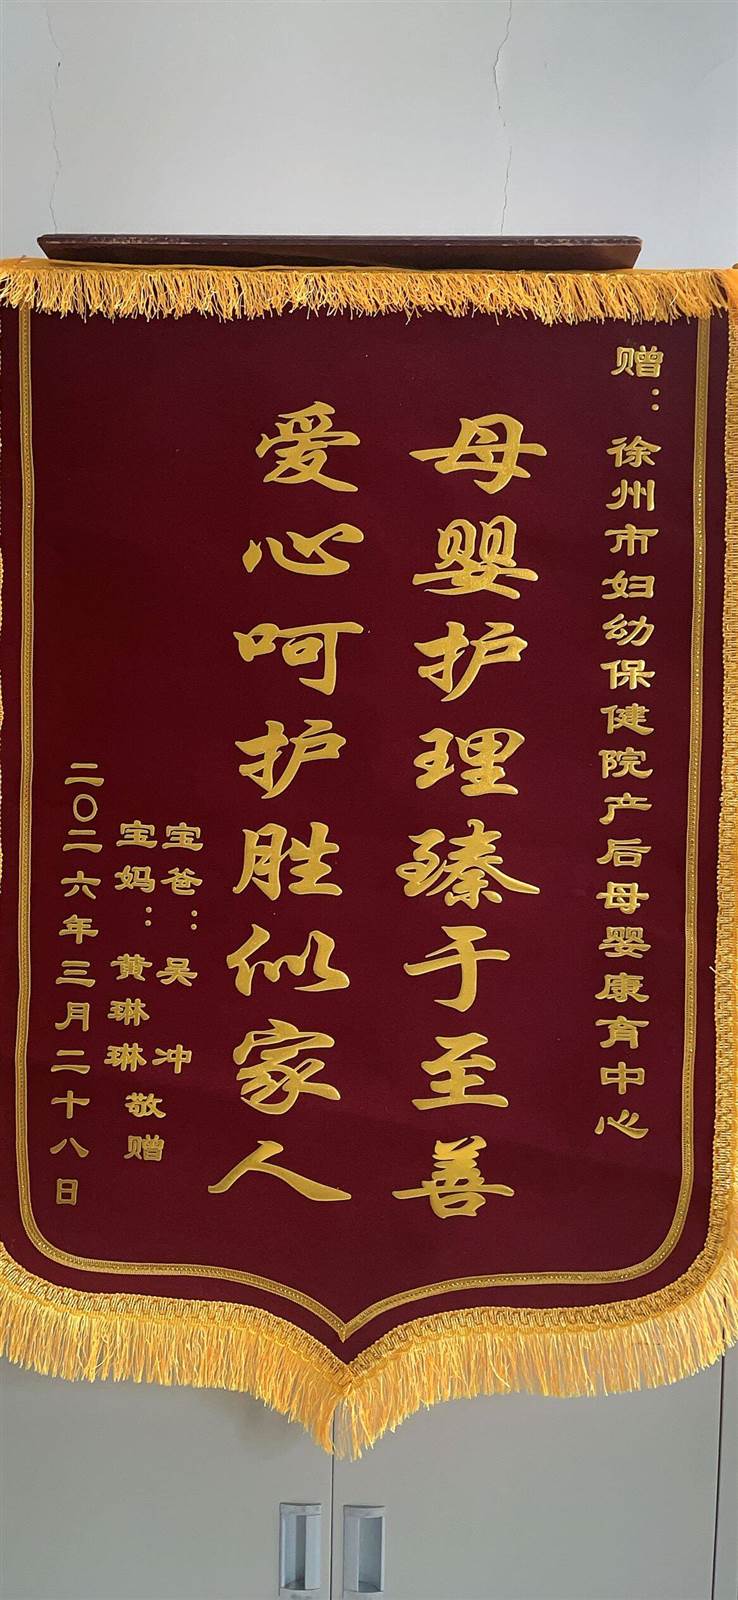 赠：徐州市妇幼保健院产后母婴康育中心
母婴护理臻于至善
爱心呵护胜似家人
宝爸：吴冲
宝妈：黄琳琳 敬赠
二〇二六年三月二十八日